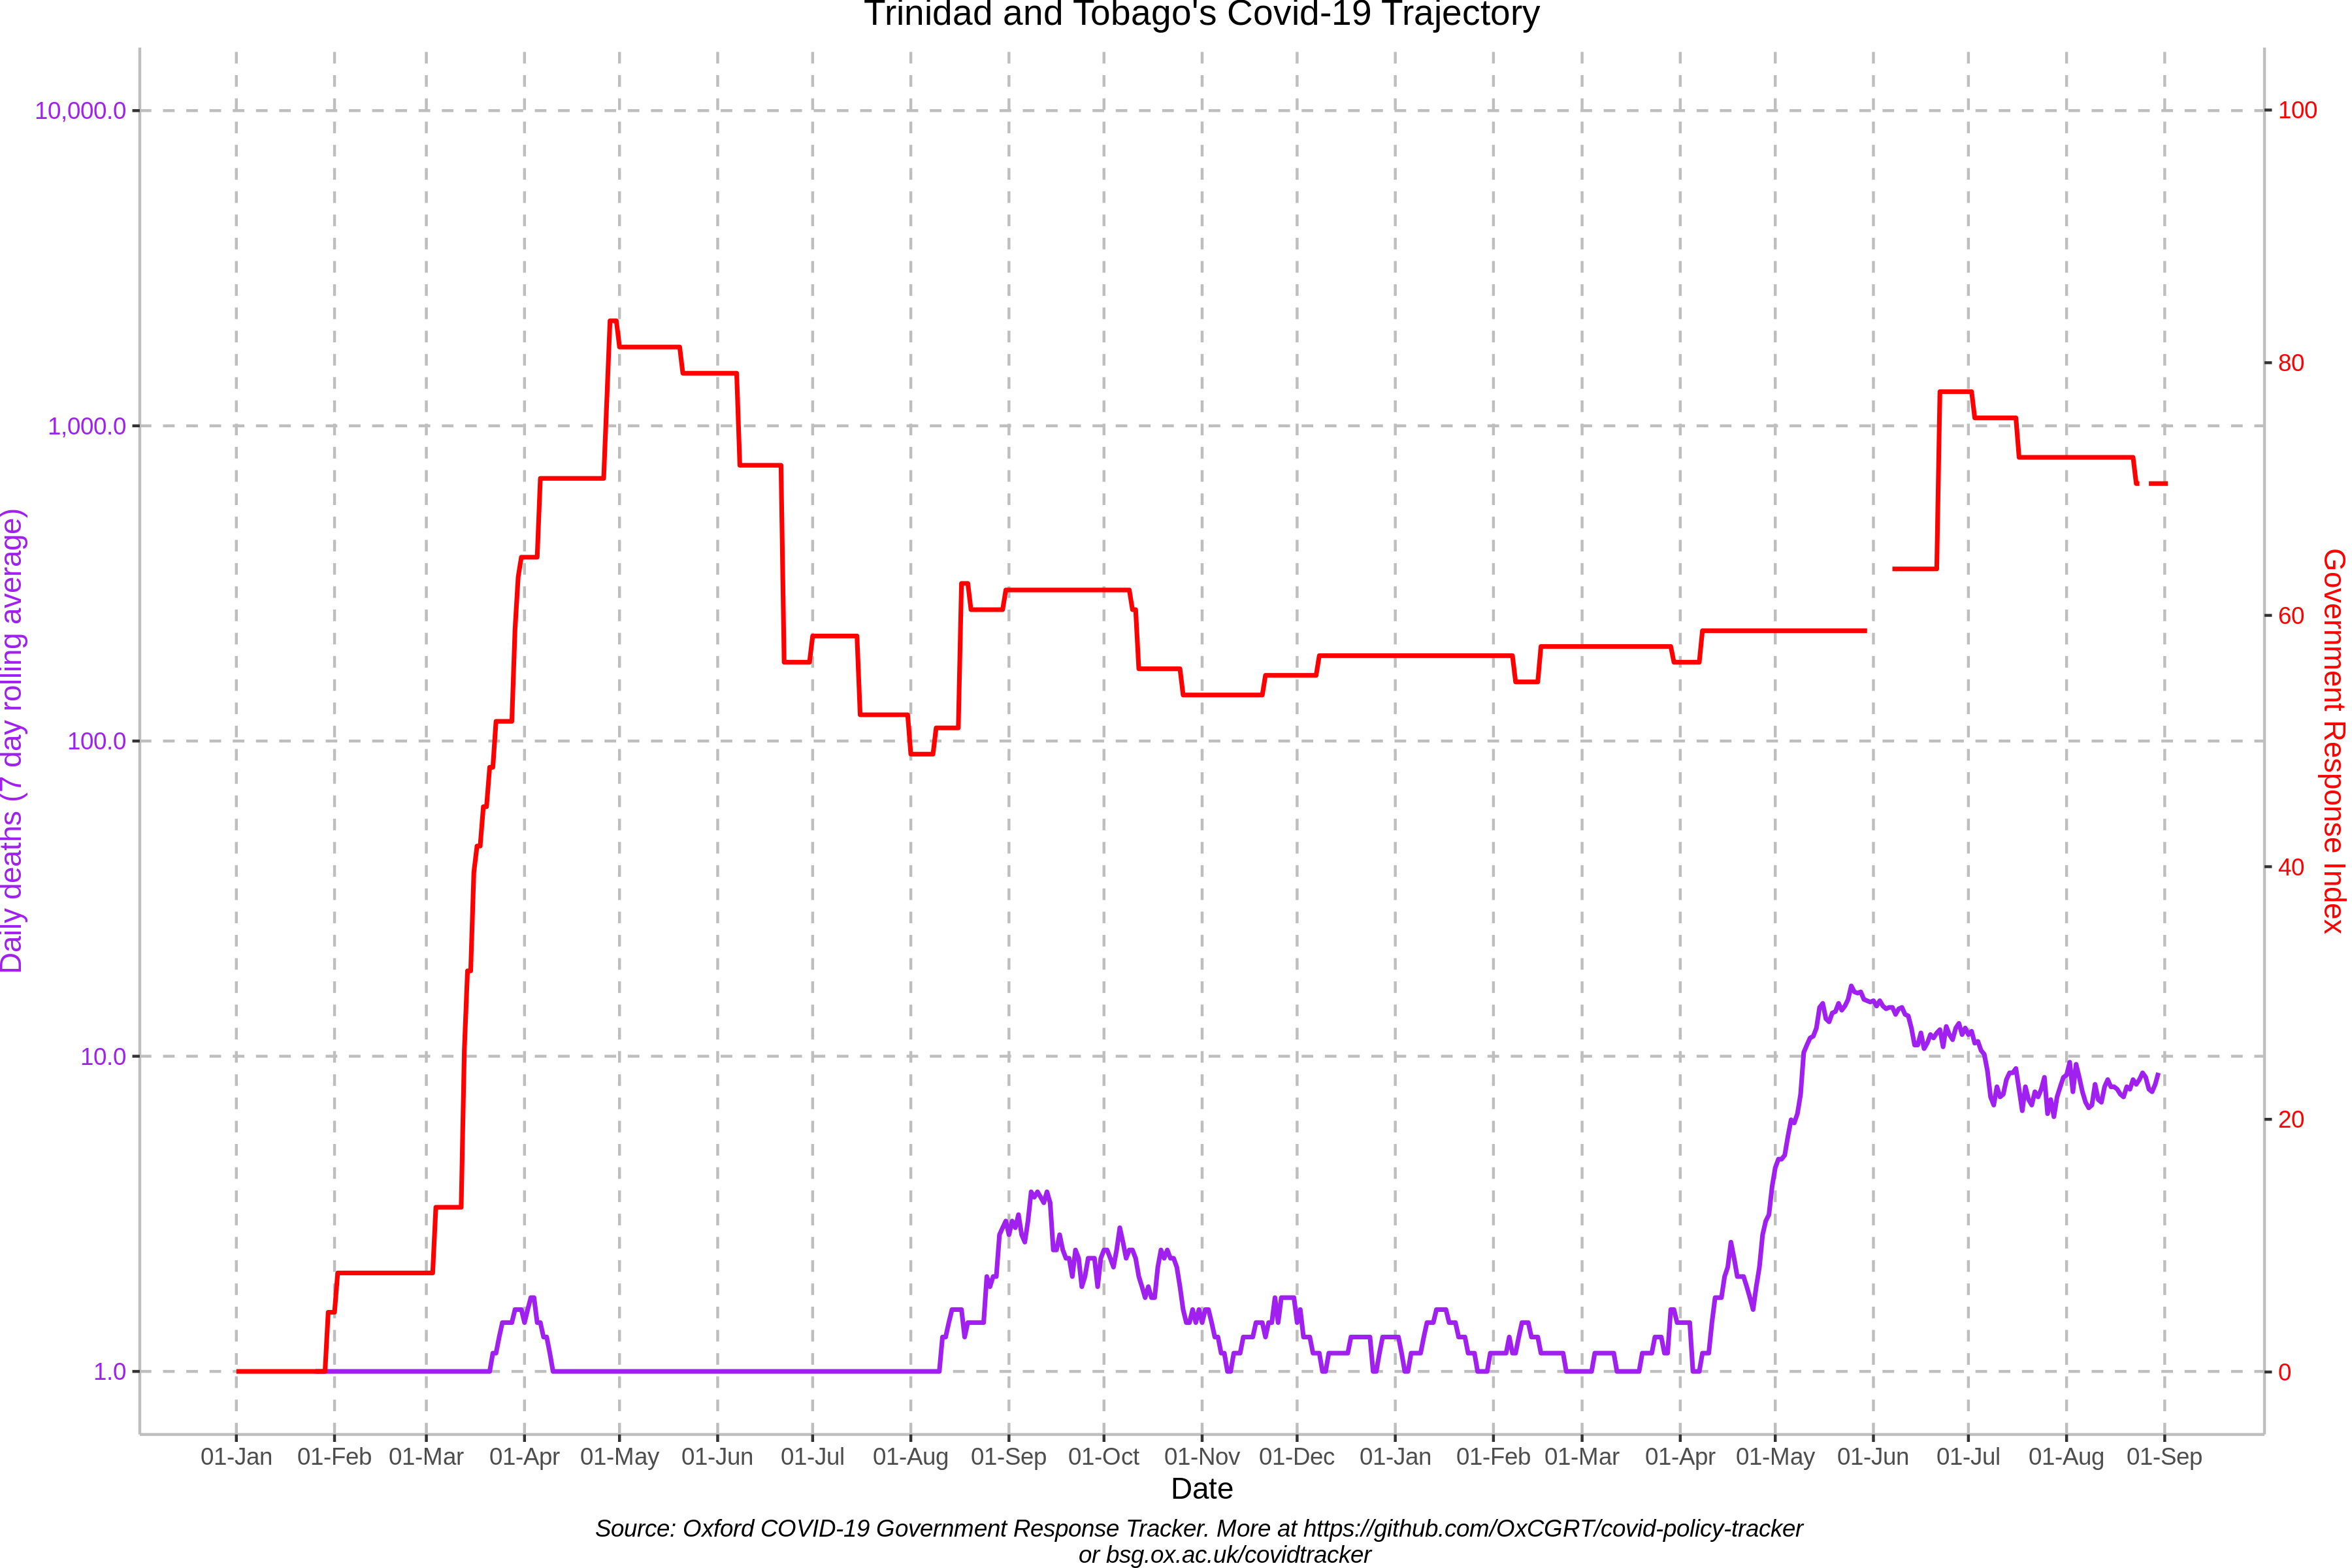 Trinidad and Tobago's Covid-19 Trajectory
10,000.0
1,000.0
100.0
10.0
1.0
Daily deaths (7 day rolling average)
100
80
60
40
20
0
Government Response Index
01-Jan 01-Feb 01-Mar 01-Apr 01-May 01-Jun 01-Jul 01-Aug 01-Sep 01-Oct 01-Nov 01-Dec 01-Jan 01-Feb 01-Mar 01-Apr 01-May 01-Jun 01-Jul 01-Aug 01-Sep
Date
Source: Oxford COVID-19 Government Response Tracker. More at https://github.com/OxCGRT/covid-policy-tracker
or bsg.ox.ac.uk/covidtracker